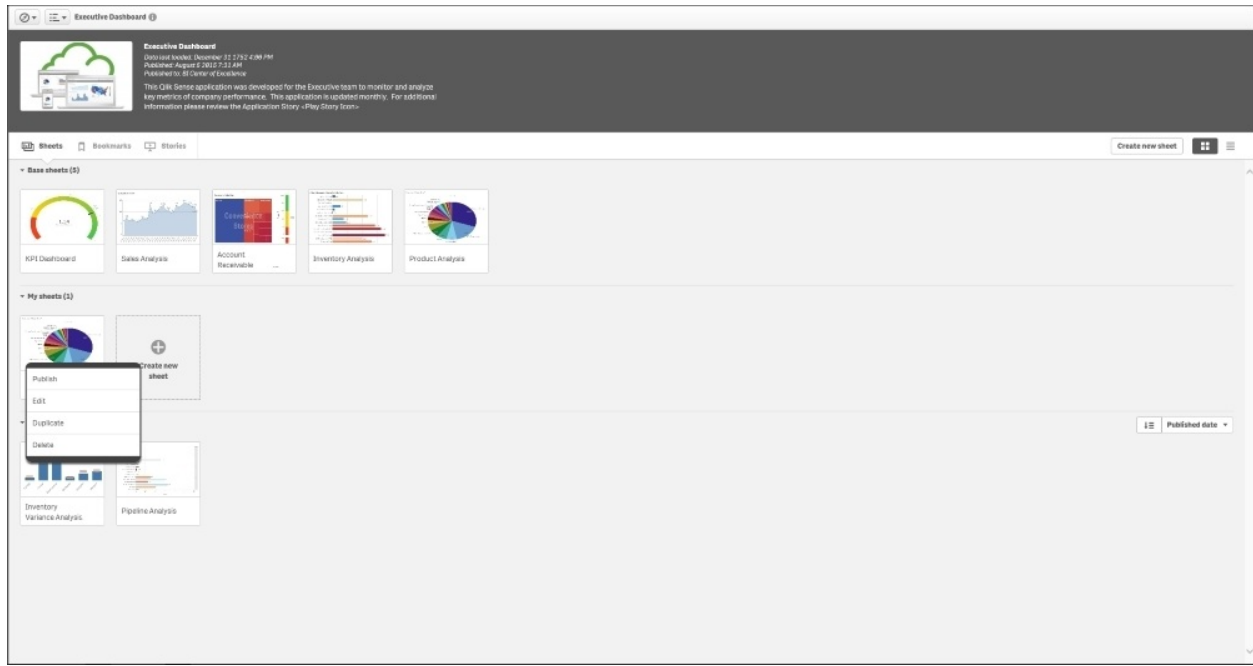 Executive Dashboard
Executive Dashboard
Data last loaded: December 31 1752 4:00 PM
Published: August 5 2015 7:11 AM
Published to: BI Center of Excellence
This Qlik Sense application was developed for the Executive team to monitor and analyze
key metrics of company performance. This application is updated monthly. For additional
information please review the Application Story <Play Story Icon>
Sheets Bookmarks Stories Create new sheet
Base sheets (5)
KPI Dashboard
Sales Analysis
Account
Receivable ...
Inventory Analysis
Product Analysis
My sheets (1)
Create new
sheet
Publish
Edit
Duplicate
Delete
Published date
Inventory
Variance Analysis
Pipeline Analysis